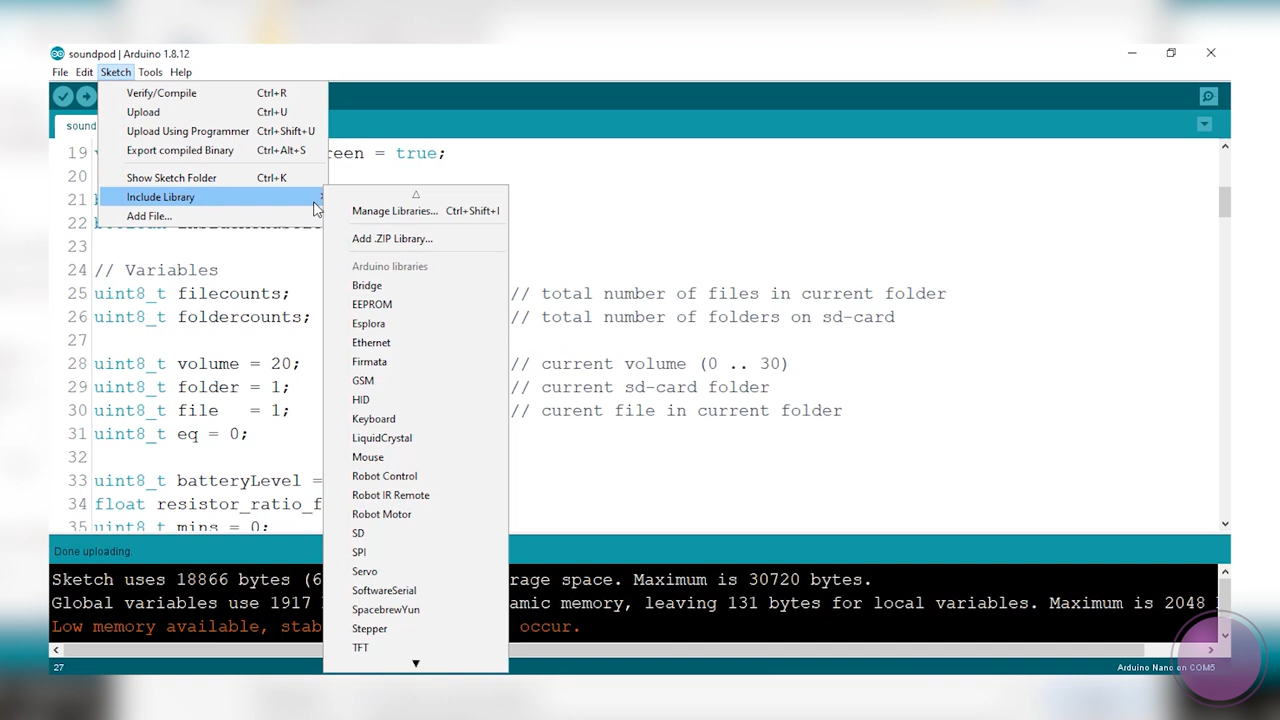 soundpod | Arduino 1.8.12
File Edit Sketch Tools Help
Verify/Compile Ctrl+R
Upload Ctrl+U
Upload Using Programmer Ctrl+Shift+U
Export compiled Binary Ctrl+Alt+S
Show Sketch Folder Ctrl+K
Include Library
Add File...
Manage Libraries... Ctrl+Shift+I
Add .ZIP Library...
Arduino libraries
Bridge
EEPROM
Esplora
Ethernet
Firmata
GSM
HID
Keyboard
LiquidCrystal
Mouse
Robot Control
Robot IR Remote
Robot Motor
SD
SPI
Servo
SoftwareSerial
SpacebrewYun
Stepper
TFT
sound
19 reen = true;
20
21
22
23
24 // Variables
25 uint8_t filecounts; // total number of files in current folder
26 uint8_t foldercounts; // total number of folders on sd-card
27
28 uint8_t volume = 20; // current volume (0 .. 30)
29 uint8_t folder = 1; // current sd-card folder
30 uint8_t file = 1; // curent file in current folder
31 uint8_t eq = 0;
32
33 uint8_t batteryLevel =
34 float resistor_ratio_f
35 uint8_t mins = 0;
Done uploading.
Sketch uses 18866 bytes (6 rage space. Maximum is 30720 bytes.
Global variables use 1917 amic memory, leaving 131 bytes for local variables. Maximum is 2048
Low memory available, stab occur.
27 Arduino Nano on COM5